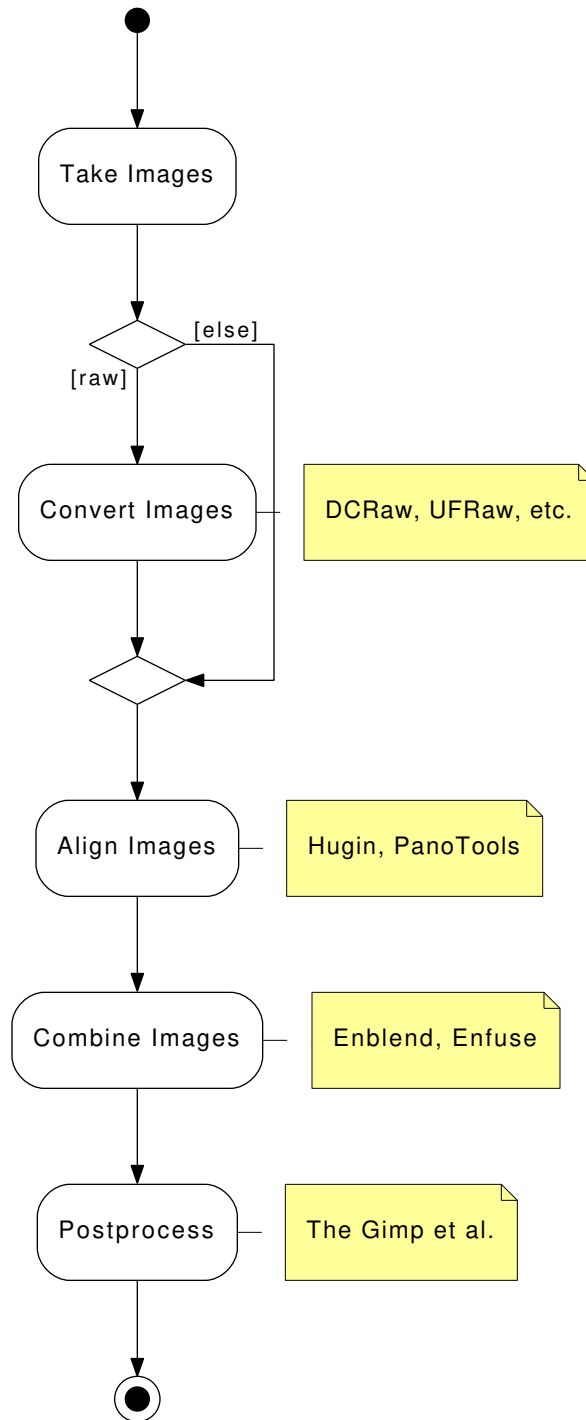 Take Images
[else]
[raw]
Convert Images
DCRaw, UFRaw, etc.
Align Images
Hugin, PanoTools
Combine Images
Enblend, Enfuse
Postprocess
The Gimp et al.